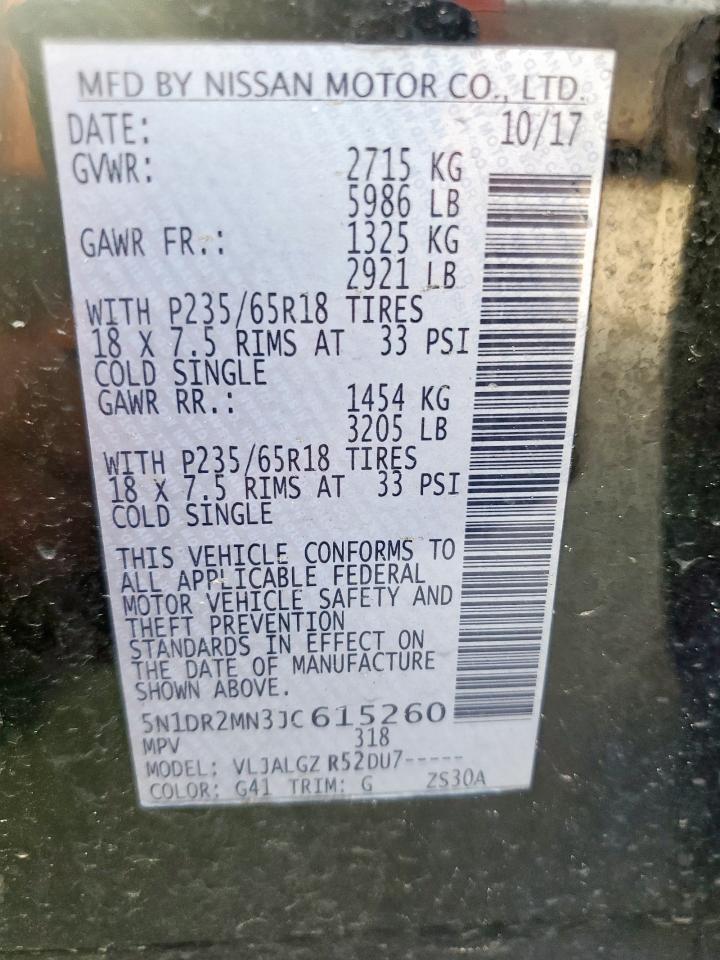 MFD BY NISSAN MOTOR CO., LTD.
DATE: 10/17
GVWR: 2715 KG
5986 LB
GAWR FR.: 1325 KG
2921 LB
WITH P235/65R18 TIRES
18 X 7.5 RIMS AT 33 PSI
COLD SINGLE
GAWR RR.: 1454 KG
3205 LB
WITH P235/65R18 TIRES
18 X 7.5 RIMS AT 33 PSI
COLD SINGLE
THIS VEHICLE CONFORMS TO
ALL APPLICABLE FEDERAL
MOTOR VEHICLE SAFETY AND
THEFT PREVENTION
STANDARDS IN EFFECT ON
THE DATE OF MANUFACTURE
SHOWN ABOVE.
5N1DR2MN3JC615260
MPV 318
MODEL: VLJALGZ R52DU7-----
COLOR: G41 TRIM: G ZS30A